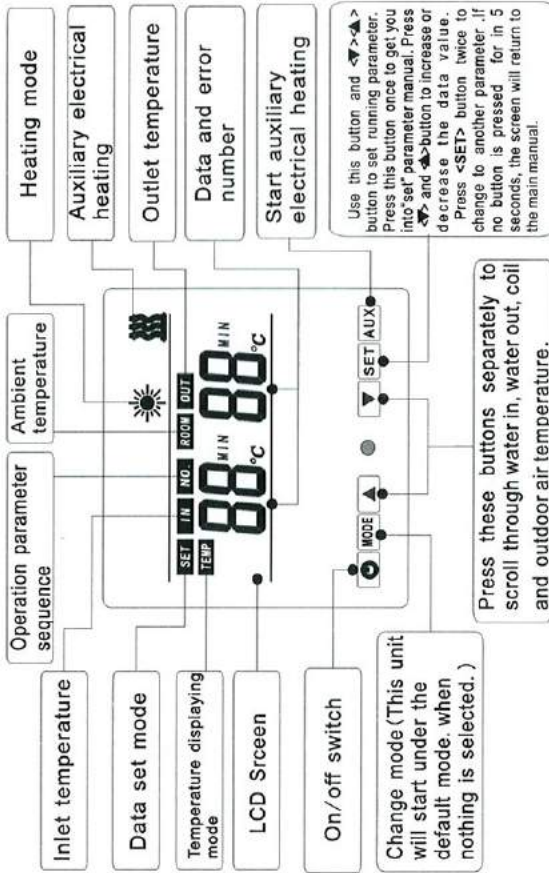 Inlet temperature
Operation parameter
sequence
Ambient
temperature
Heating mode
Auxiliary electrical
heating
Outlet temperature
Data and error
number
Start auxiliary
electrical heating
Data set mode
Temperature displaying
mode
LCD Srceen
On/off switch
SET IN NO. ROOM OUT
TEMP
88 MIN °C 88 MIN °C
MODE ▲ ▼ SET AUX
Change mode (This unit
will start under the
default mode. when
nothing is selected. )
Press these buttons separately to
scroll through water in, water out, coil
and outdoor air temperature.
Use this button and <▼><▲>
button to set running parameter.
Press this button once to get you
into"set" parameter manual. Press
<▼> and <▲>button to increase or
decrease the data value.
Press <SET> button twice to
change to another parameter .If
no button is pressed for in 5
seconds, the screen will return to
the main manual.